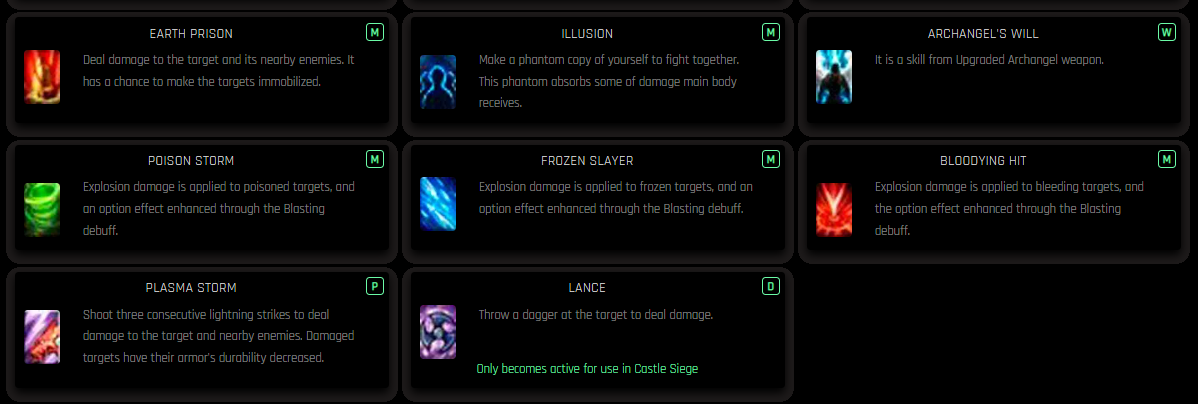 EARTH PRISON
M
Deal damage to the target and its nearby enemies. It
has a chance to make the targets immobilized.
ILLUSION
M
Make a phantom copy of yourself to fight together.
This phantom absorbs some of damage main body
receives.
ARCHANGEL'S WILL
W
It is a skill from Upgraded Archangel weapon.
POISON STORM
M
Explosion damage is applied to poisoned targets, and
an option effect enhanced through the Blasting
debuff.
FROZEN SLAYER
M
Explosion damage is applied to frozen targets, and an
option effect enhanced through the Blasting debuff.
BLOODYING HIT
M
Explosion damage is applied to bleeding targets, and
the option effect enhanced through the Blasting
debuff.
PLASMA STORM
P
Shoot three consecutive lightning strikes to deal
damage to the target and nearby enemies. Damaged
targets have their armor's durability decreased.
LANCE
D
Throw a dagger at the target to deal damage.
Only becomes active for use in Castle Siege